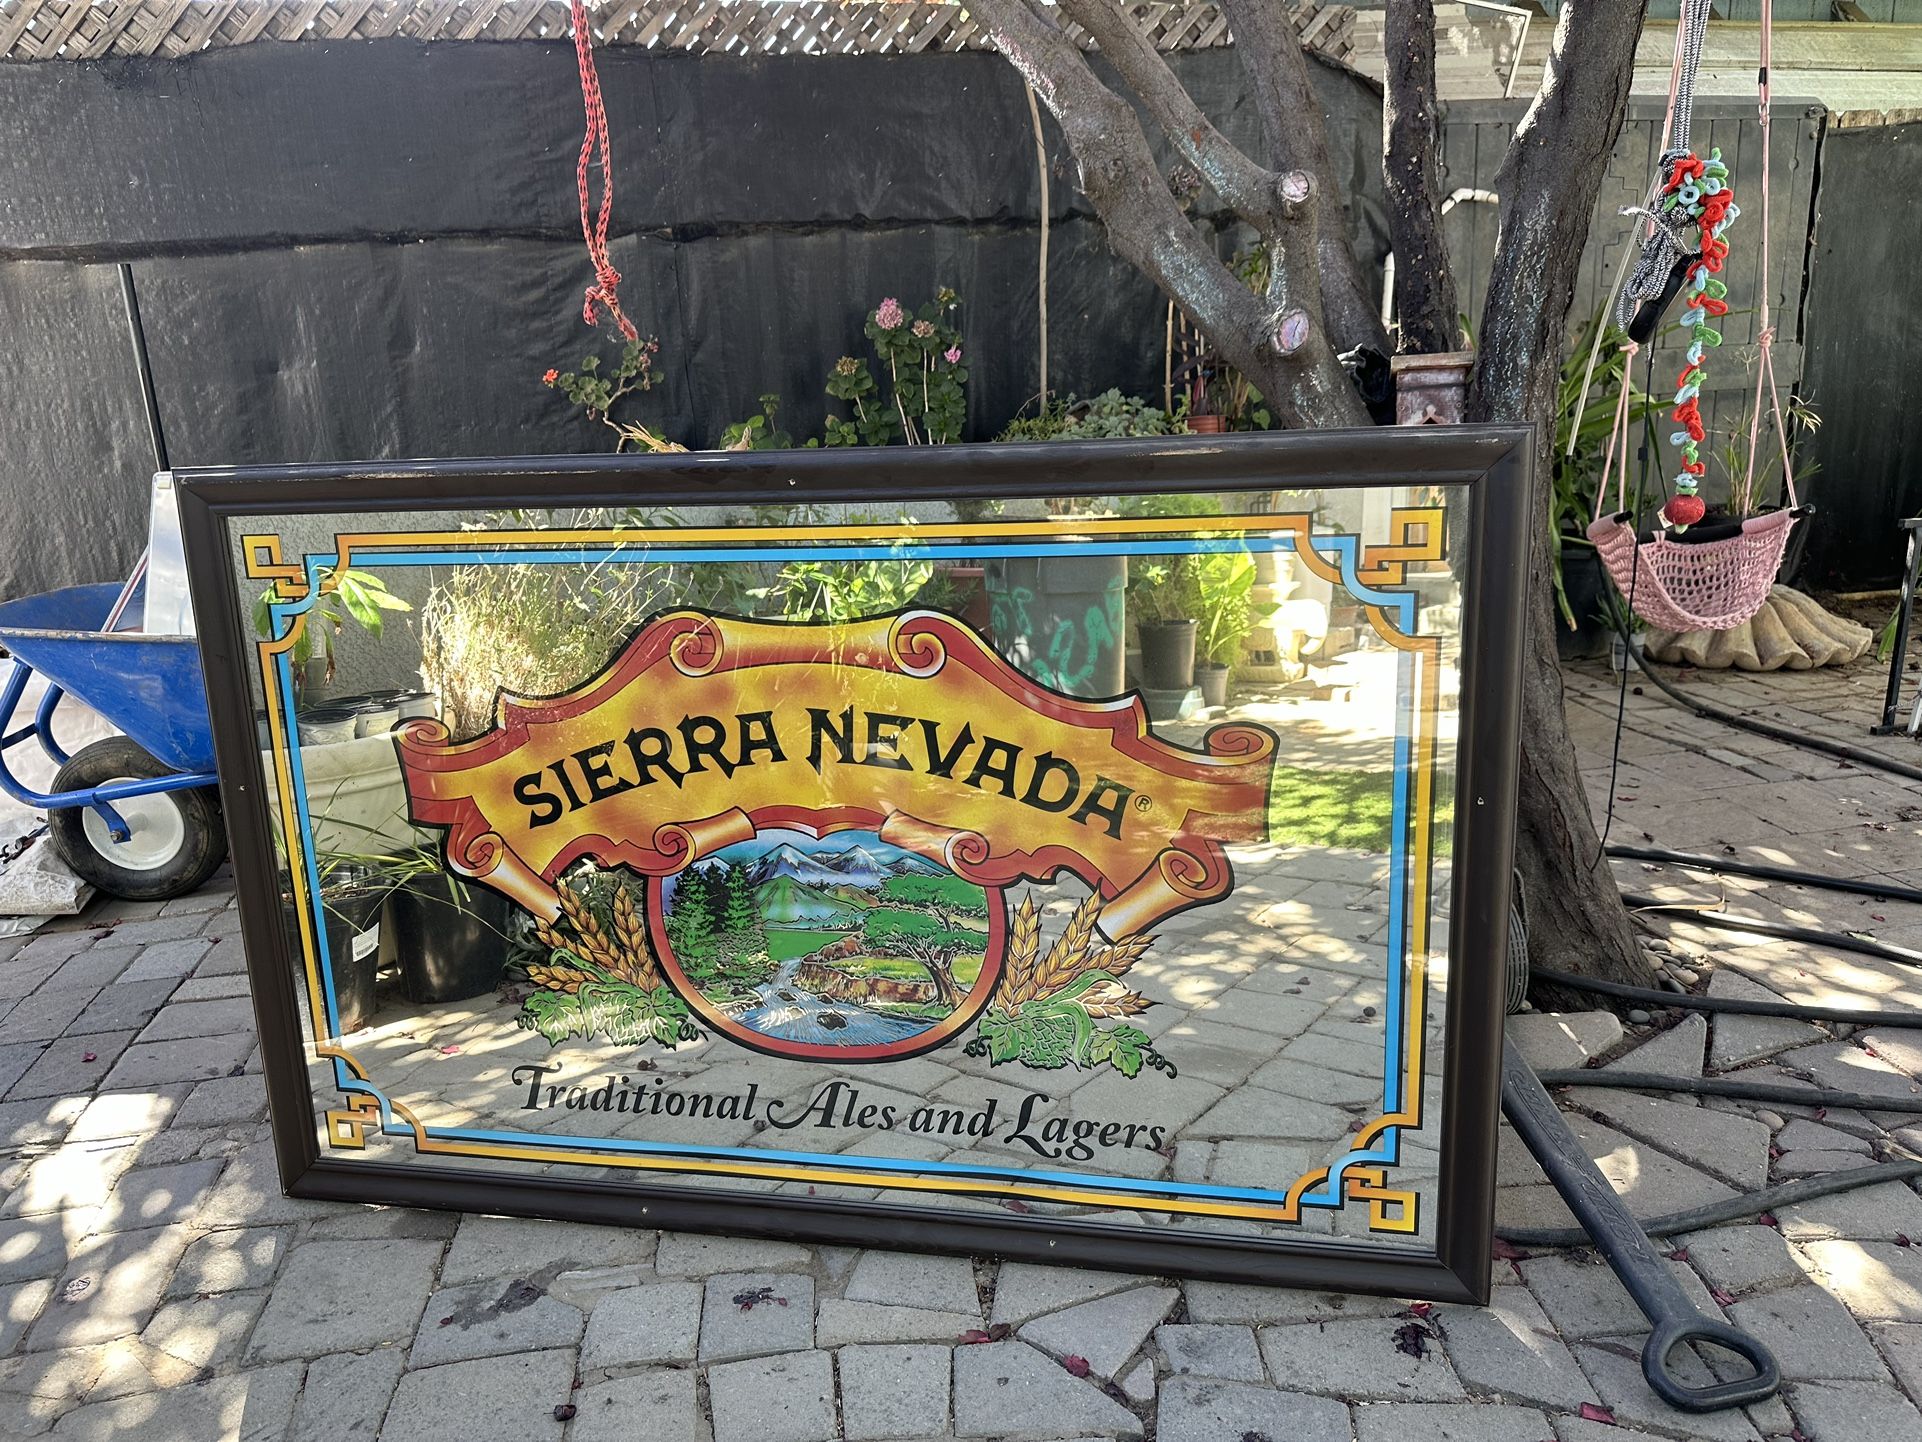 SIERRA NEVADA®
Traditional Ales and Lagers